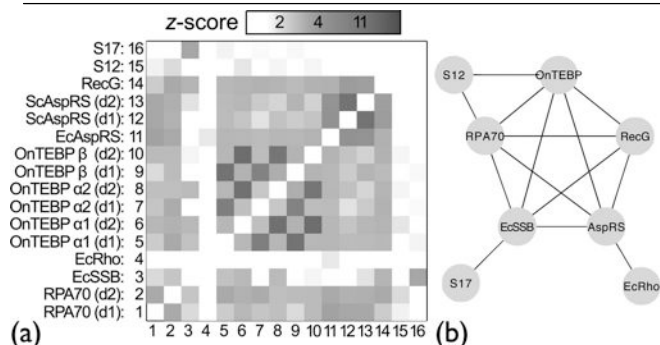 z-score 2 4 11
S17: 16
S12: 15
RecG: 14
ScAspRS (d2): 13
ScAspRS (d1): 12
EcAspRS: 11
OnTEBP β (d2): 10
OnTEBP β (d1): 9
OnTEBP α2 (d2): 8
OnTEBP α2 (d1): 7
OnTEBP α1 (d2): 6
OnTEBP α1 (d1): 5
EcRho: 4
EcSSB: 3
RPA70 (d2): 2
RPA70 (d1): 1
1 2 3 4 5 6 7 8 9 10 11 12 13 14 15 16
(a)
S12 OnTEBP
RPA70 RecG
EcSSB AspRS
S17 EcRho
(b)